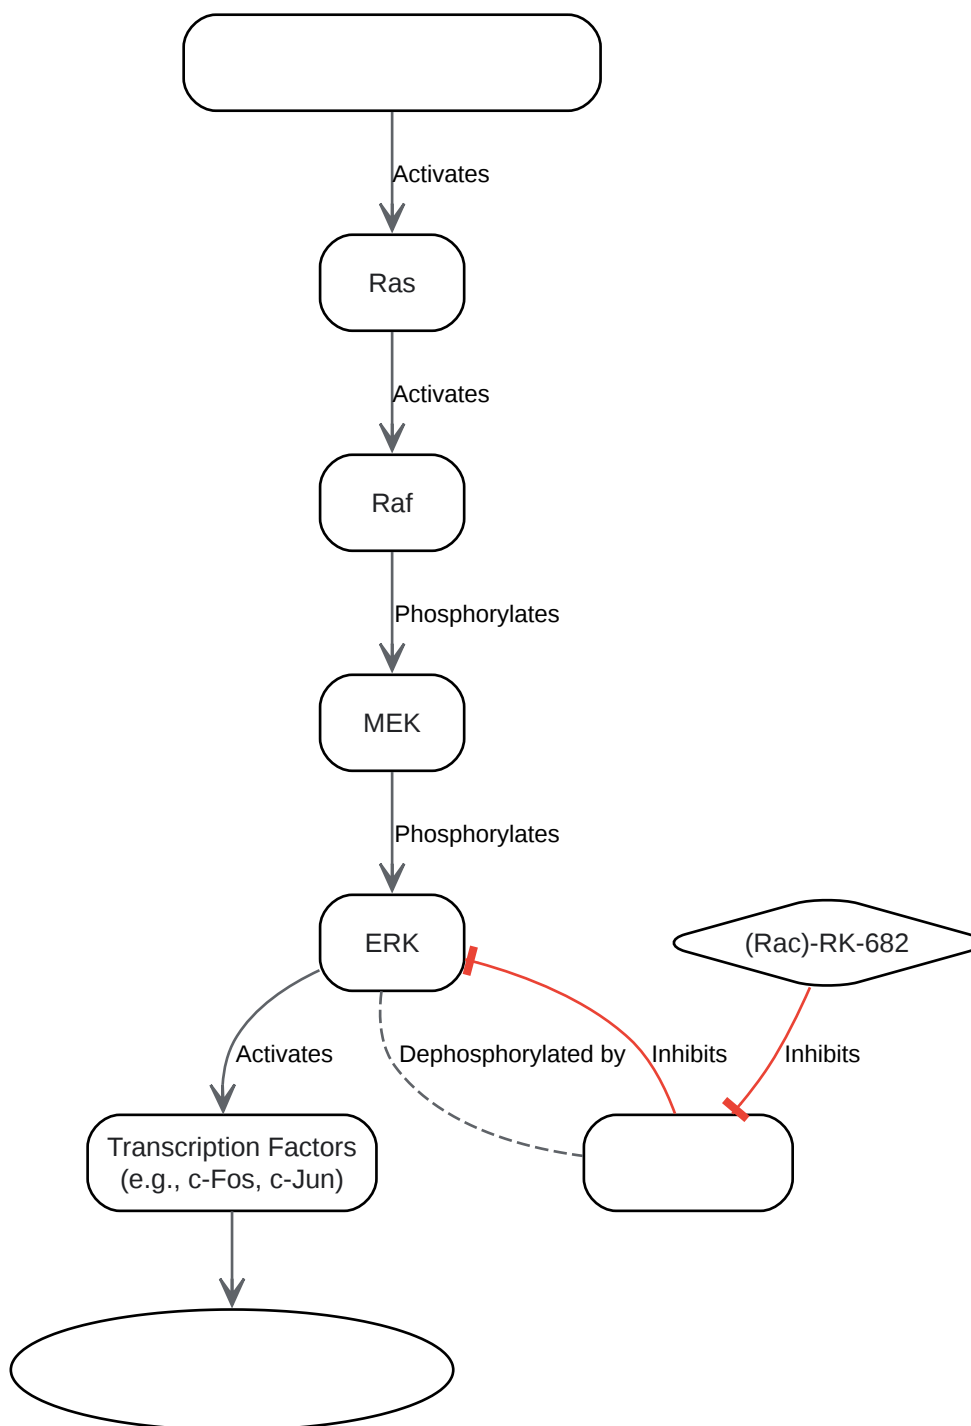 Activates
Ras
Activates
Raf
Phosphorylates
MEK
Phosphorylates
ERK
(Rac)-RK-682
Activates
Dephosphorylated by
Inhibits
Inhibits
Transcription Factors
(e.g., c-Fos, c-Jun)